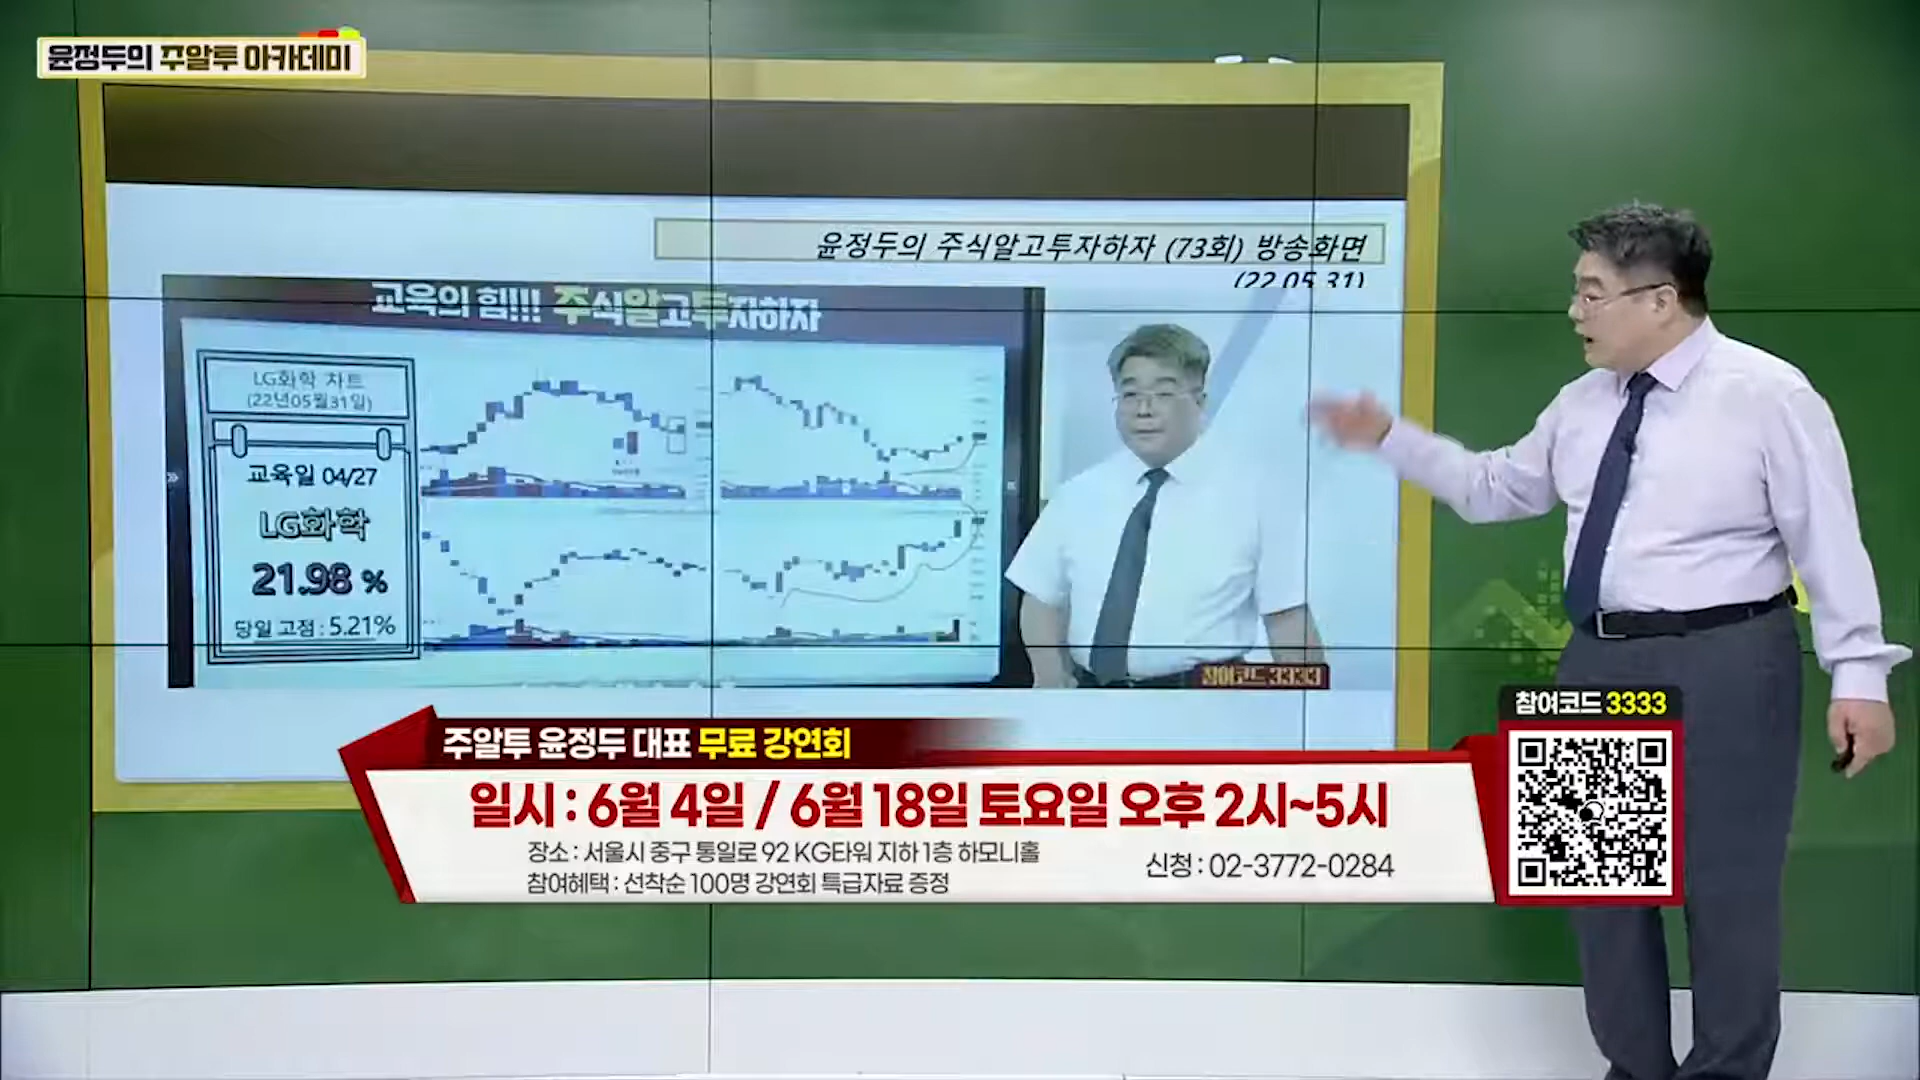 윤정두의 주알투 아카데미
윤정두의 주식알고투자하자 (73회) 방송화면
(22.05.31)
교육의 힘!!! 주식알고투자하자
LG화학 차트
(22년05월31일)
교육일 04/27
LG화학
21.98 %
당일 고점 : 5.21%
참여코드 3333
참여코드 3333
주알투 윤정두 대표 무료 강연회
일시 : 6월 4일 / 6월 18일 토요일 오후 2시~5시
장소 : 서울시 중구 통일로 92 KG타워 지하 1층 하모니홀
참여혜택 : 선착순 100명 강연회 특급자료 증정
신청 : 02-3772-0284